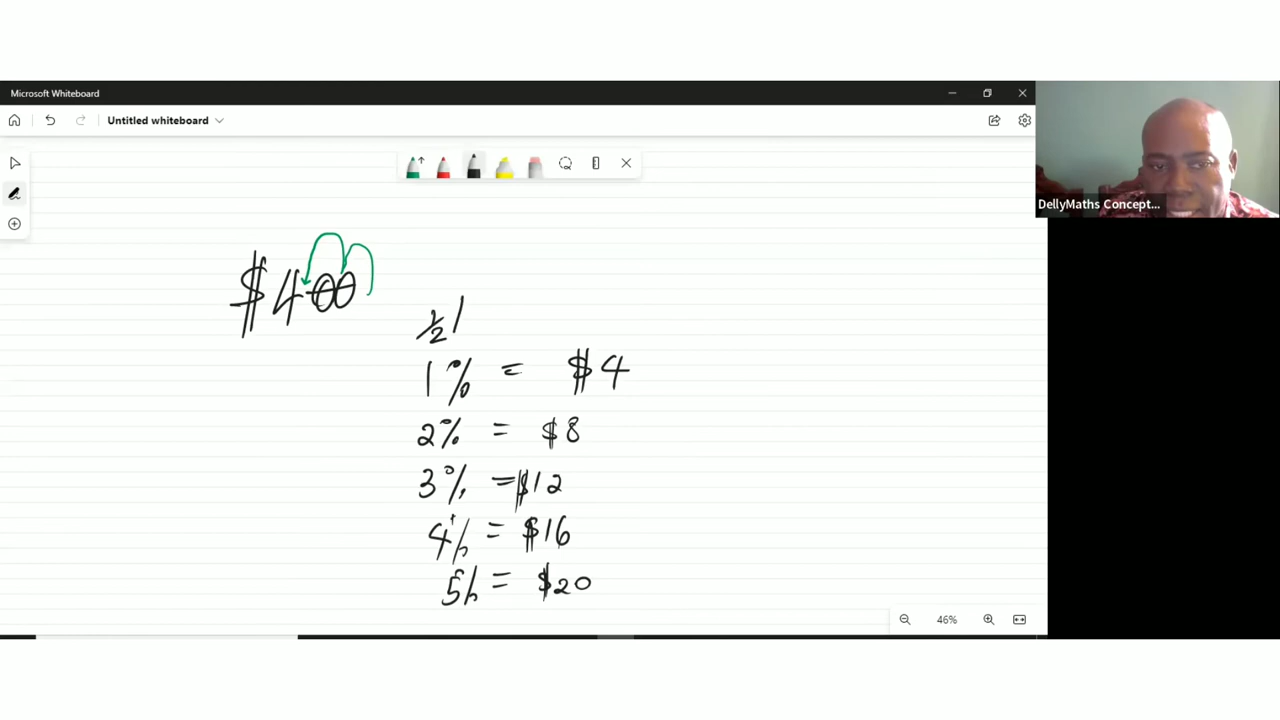 Microsoft Whiteboard
Untitled whiteboard
DellyMaths Concept...
$400
½ /
1% = $4
2% = $8
3% = $12
4% = $16
5% = $20
46%